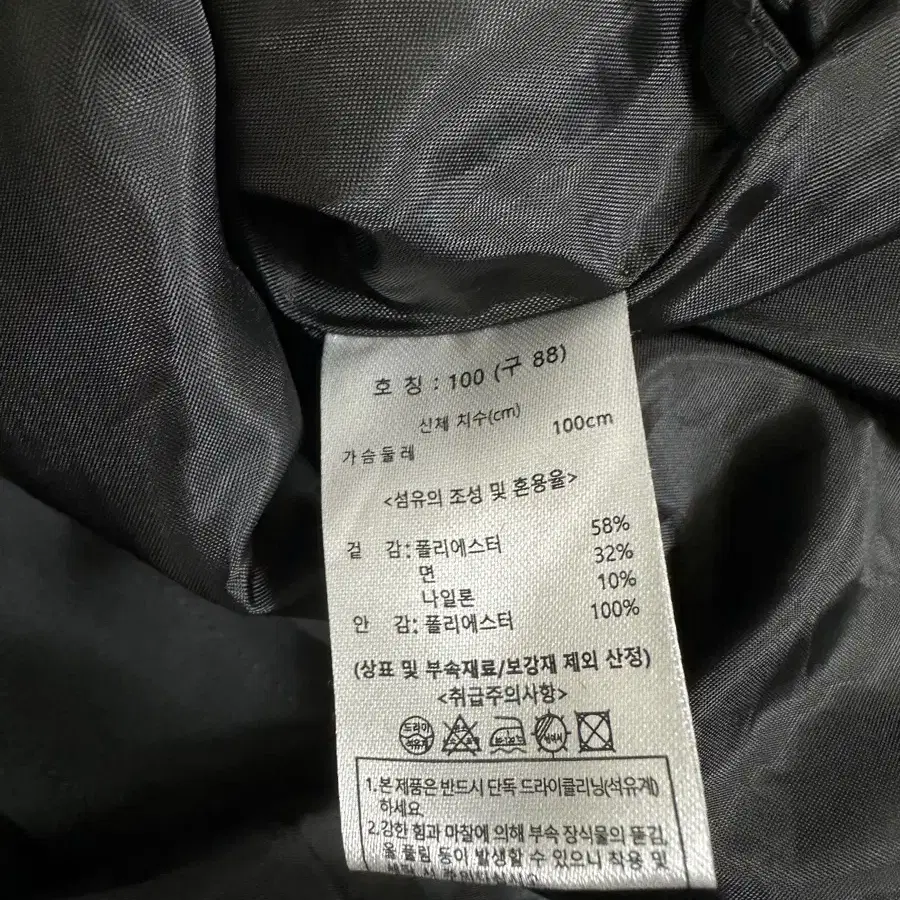 호 칭 : 100 (구 88)
신체 치수(cm)
가슴둘레 100cm
<섬유의 조성 및 혼용율>
겉 감: 폴리에스터 58%
면 32%
나일론 10%
안 감: 폴리에스터 100%
(상표 및 부속재료/보강재 제외 산정)
<취급주의사항>
드라이
석유계
1.본 제품은 반드시 단독 드라이클리닝(석유계)
하세요
2.강한 힘과 마찰에 의해 부속 장식물의 뜯김,
올 풀림 등이 발생할 수 있으니 착용 및